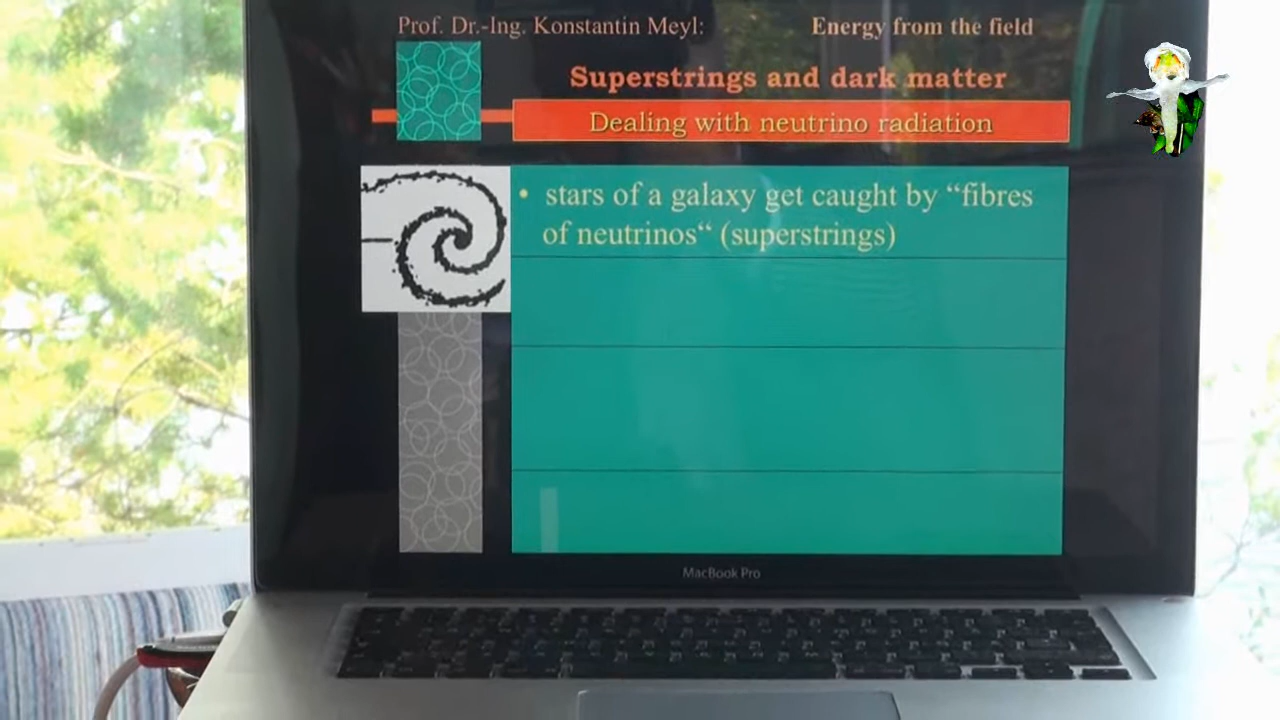 Prof. Dr.-Ing. Konstantin Meyl: Energy from the field
Superstrings and dark matter
Dealing with neutrino radiation
• stars of a galaxy get caught by “fibres
of neutrinos“ (superstrings)
MacBook Pro